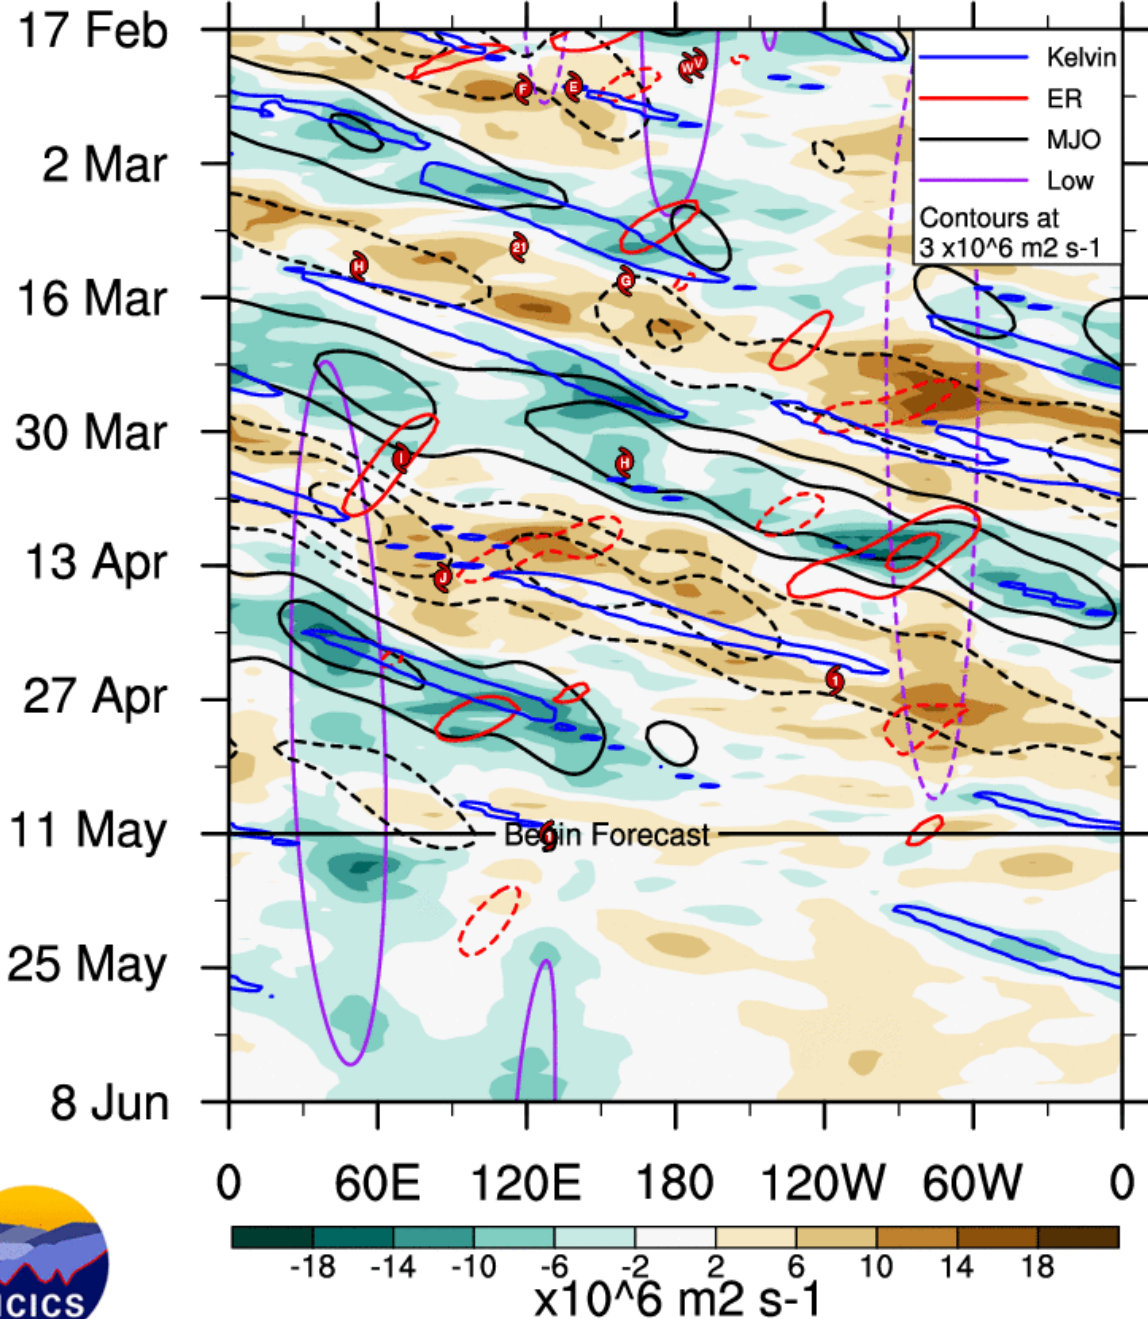 17 Feb
2 Mar
16 Mar
30 Mar
13 Apr
27 Apr
11 May
25 May
8 Jun
Kelvin
ER
MJO
Low
Contours at
3 x10^6 m2 s-1
F
E
W V
21
H
G
I
H
J
1
Begin Forecast
0 60E 120E 180 120W 60W 0
-18 -14 -10 -6 -2 2 6 10 14 18
x10^6 m2 s-1
CICS